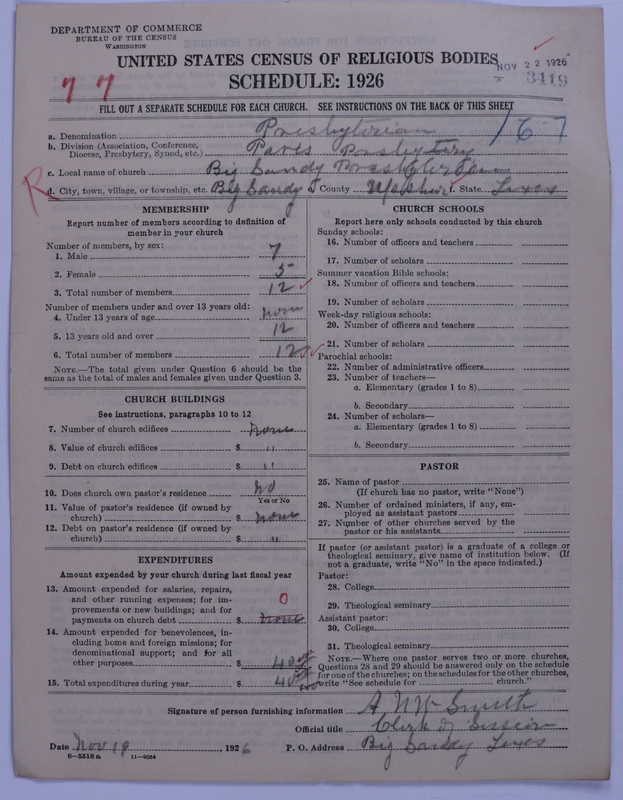 DEPARTMENT OF COMMERCE
BUREAU OF THE CENSUS
WASHINGTON
UNITED STATES CENSUS OF RELIGIOUS BODIES
NOV 22 1926
3419
SCHEDULE: 1926
7 7
FILL OUT A SEPARATE SCHEDULE FOR EACH CHURCH. SEE INSTRUCTIONS ON THE BACK OF THIS SHEET
a. Denomination Presbyterian
b. Division (Association, Conference, Diocese, Presbytery, Synod, etc.) Paris Presbytery
c. Local name of church Big Sandy Presbyterian
R d. City, town, village, or township, etc. Big Sandy e. County Upshur f. State Texas
MEMBERSHIP
Report number of members according to definition of
member in your church
Number of members, by sex:
1. Male 7
2. Female 5
3. Total number of members 12
Number of members under and over 13 years old:
4. Under 13 years of age none
5. 13 years old and over 12
6. Total number of members 12
NOTE.—The total given under Question 6 should be
same as the total of males and females given under Question 3.
CHURCH BUILDINGS
See instructions, paragraphs 10 to 12
7. Number of church edifices none
8. Value of church edifices $ "
9. Debt on church edifices $ "
10. Does church own pastor's residence no
Yes or No
11. Value of pastor's residence (if owned by
church) $ none
12. Debt on pastor's residence (if owned by
church) $ "
EXPENDITURES
Amount expended by your church during last fiscal year
13. Amount expended for salaries, repairs,
and other running expenses; for im-
provements or new buildings; and for
payments on church debt $ none 0
14. Amount expended for benevolences, in-
cluding home and foreign missions; for
denominational support; and for all
other purposes $ 40
15. Total expenditures during year $ 40
CHURCH SCHOOLS
Report here only schools conducted by this church
Sunday schools:
16. Number of officers and teachers
17. Number of scholars
Summer vacation Bible schools:
18. Number of officers and teachers
19. Number of scholars
Week-day religious schools:
20. Number of officers and teachers
21. Number of scholars
Parochial schools:
22. Number of administrative officers
23. Number of teachers—
a. Elementary (grades 1 to 8)
b. Secondary
24. Number of scholars—
a. Elementary (grades 1 to 8)
b. Secondary
PASTOR
25. Name of pastor
(If church has no pastor, write "None")
26. Number of ordained ministers, if any, em-
ployed as assistant pastors
27. Number of other churches served by the
pastor or his assistants
If pastor (or assistant pastor) is a graduate of a college or
theological seminary, give name of institution below. (If
not a graduate, write "No" in the space indicated.)
Pastor:
28. College
29. Theological seminary
Assistant pastor:
30. College
31. Theological seminary
NOTE.—Where one pastor serves two or more churches,
Questions 28 and 29 should be answered only on the schedule
for one of the churches; on the schedules for the other churches,
write "See schedule for church."
Signature of person furnishing information Smith
Official title Clerk of Session
Date Nov 19, 1926 P. O. Address Big Sandy Texas
8—5518a 11—9034